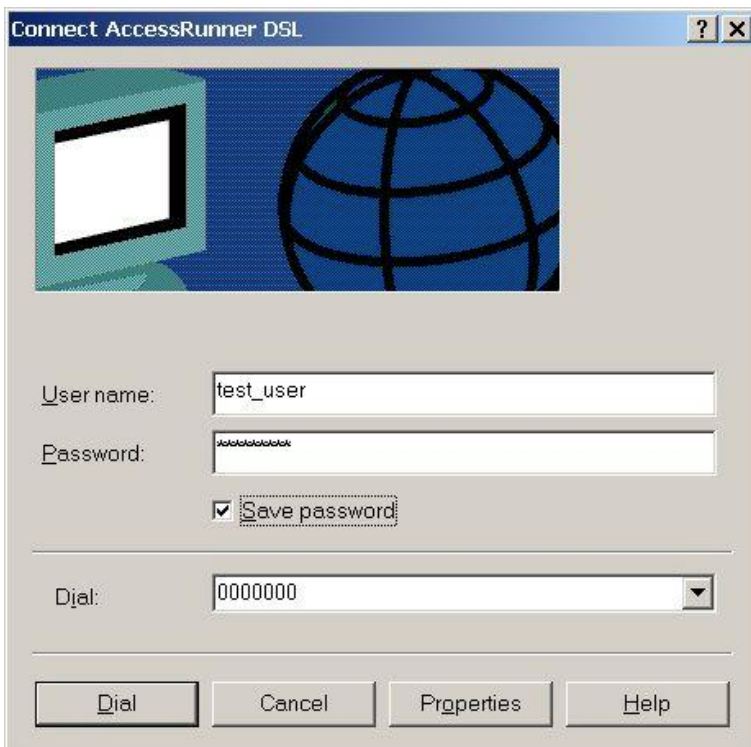 Connect AccessRunner DSL
User name: test_user
Password: **********
Save password
Dial: 0000000
Dial Cancel Properties Help